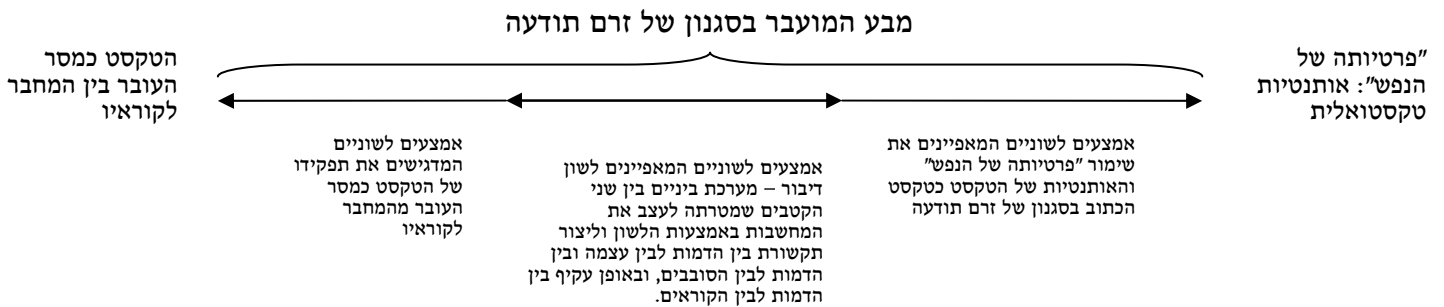 מבע המועבר בסגנון של זרם תודעה
"פרטיותה של
הנפש": אותנטיות
טקסטואלית
הטקסט כמסר
העובר בין המחבר
לקוראיו
אמצעים לשוניים המאפיינים את
שימור "פרטיותה של הנפש"
והאותנטיות של הטקסט כטקסט
הכתוב בסגנון של זרם תודעה
אמצעים לשוניים המאפיינים לשון
דיבור – מערכת ביניים בין שני
הקטבים שמטרתה לעצב את
המחשבות באמצעות הלשון וליצור
תקשורת בין הדמות לבין עצמה ובין
הדמות לבין הסובבים, ובאופן עקיף בין
הדמות לבין הקוראים.
אמצעים לשוניים
המדגישים את תפקידו
של הטקסט כמסר
העובר מהמחבר
לקוראיו